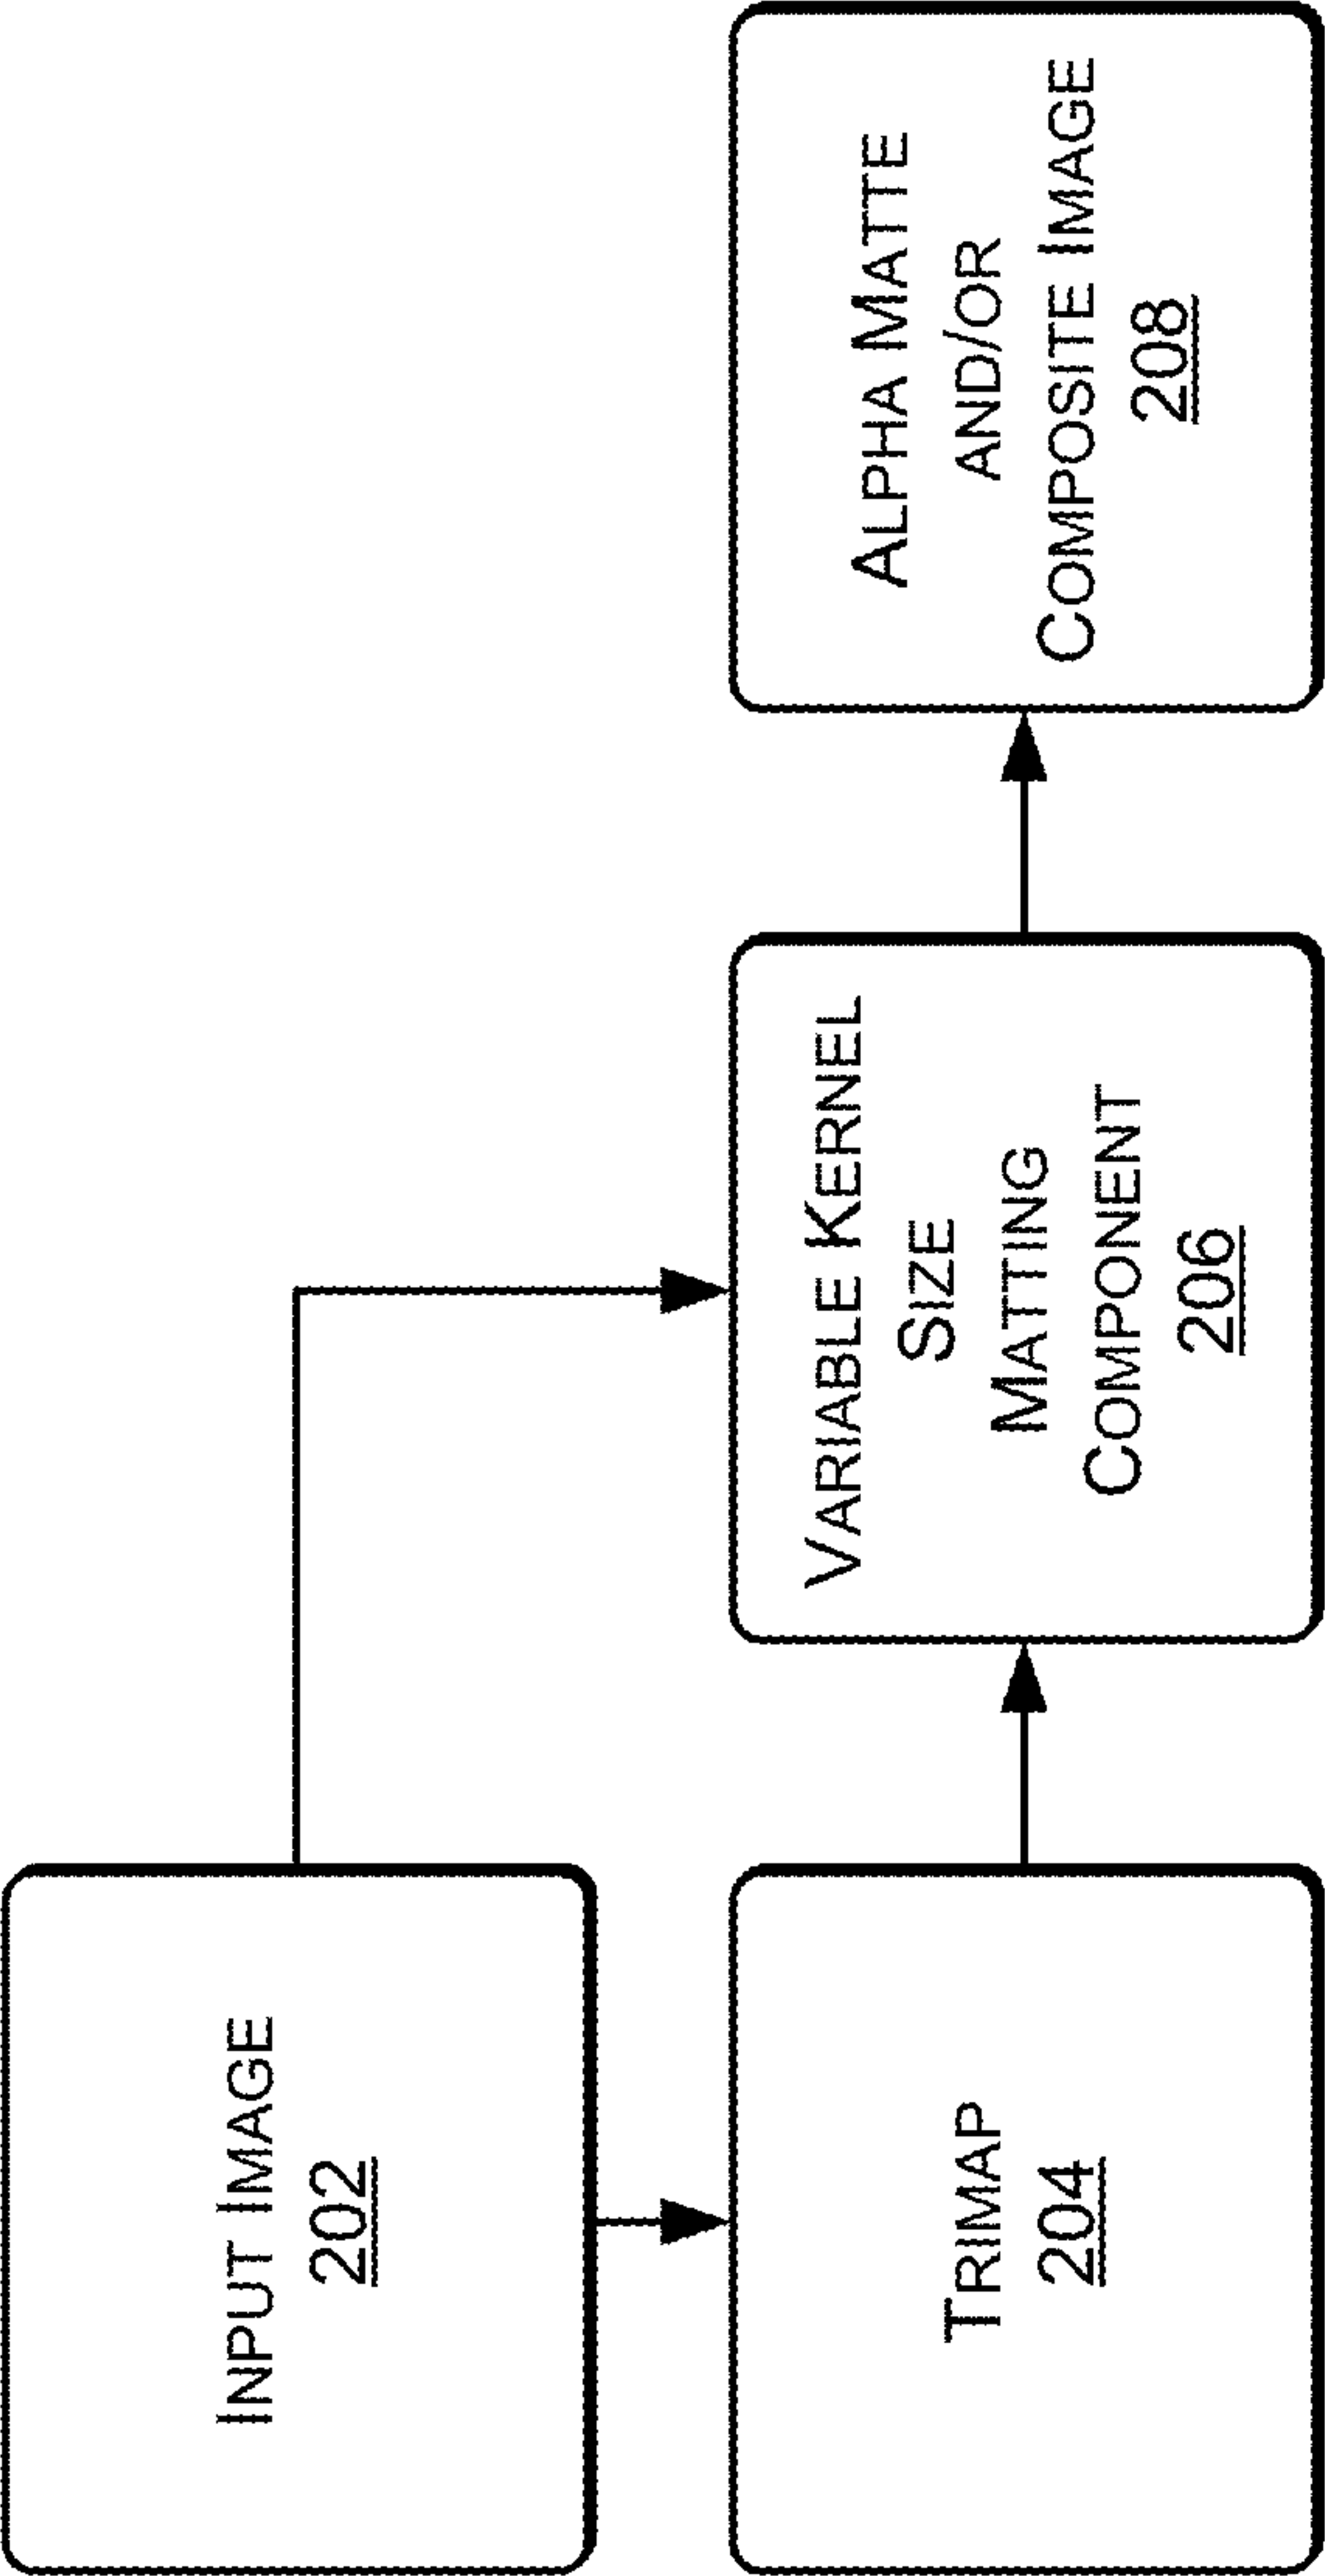 INPUT IMAGE
202
TRIMAP
204
VARIABLE KERNEL
SIZE
MATTING
COMPONENT
206
ALPHA MATTE
AND/OR
COMPOSITE IMAGE
208